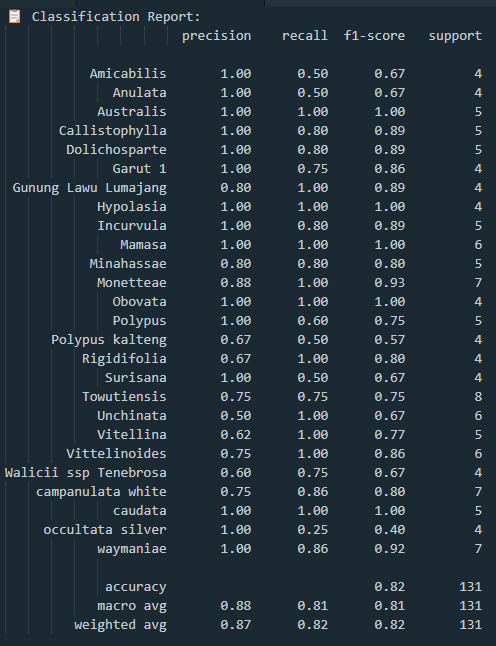 📋 Classification Report:
precision recall f1-score support
Amicabilis 1.00 0.50 0.67 4
Anulata 1.00 0.50 0.67 4
Australis 1.00 1.00 1.00 5
Callistophylla 1.00 0.80 0.89 5
Dolichosparte 1.00 0.80 0.89 5
Garut 1 1.00 0.75 0.86 4
Gunung Lawu Lumajang 0.80 1.00 0.89 4
Hypolasia 1.00 1.00 1.00 4
Incurvula 1.00 0.80 0.89 5
Mamasa 1.00 1.00 1.00 6
Minahassae 0.80 0.80 0.80 5
Monetteae 0.88 1.00 0.93 7
Obovata 1.00 1.00 1.00 4
Polypus 1.00 0.60 0.75 5
Polypus kalteng 0.67 0.50 0.57 4
Rigidifolia 0.67 1.00 0.80 4
Surisana 1.00 0.50 0.67 4
Towutiensis 0.75 0.75 0.75 8
Unchinata 0.50 1.00 0.67 6
Vitellina 0.62 1.00 0.77 5
Vittelinoides 0.75 1.00 0.86 6
Walicii ssp Tenebrosa 0.60 0.75 0.67 4
campanulata white 0.75 0.86 0.80 7
caudata 1.00 1.00 1.00 5
occultata silver 1.00 0.25 0.40 4
waymaniae 1.00 0.86 0.92 7
accuracy 0.82 131
macro avg 0.88 0.81 0.81 131
weighted avg 0.87 0.82 0.82 131